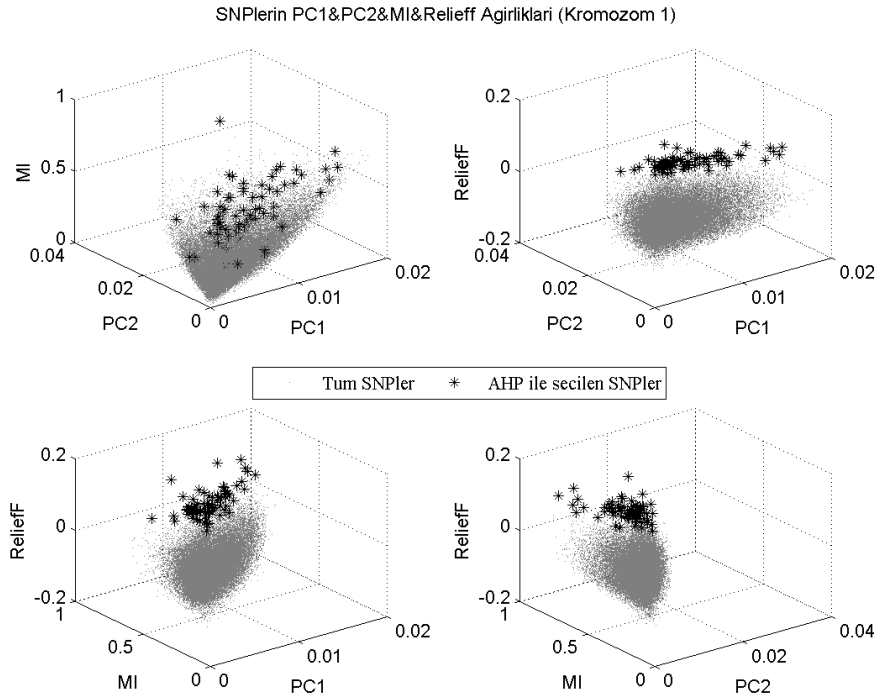 SNPlerin PC1&PC2&MI&Relieff Agirliklari (Kromozom 1)
1
0.5
0
MI
0.04
0.02
0
PC2
0
0.01
0.02
PC1
0.2
0
-0.2
ReliefF
0.04
0.02
0
PC2
0
0.01
0.02
PC1
Tum SNPler
AHP ile secilen SNPler
0.2
0
-0.2
ReliefF
1
0.5
0
MI
0
0.01
0.02
PC1
0.2
0
-0.2
ReliefF
1
0.5
0
MI
0
0.02
0.04
PC2